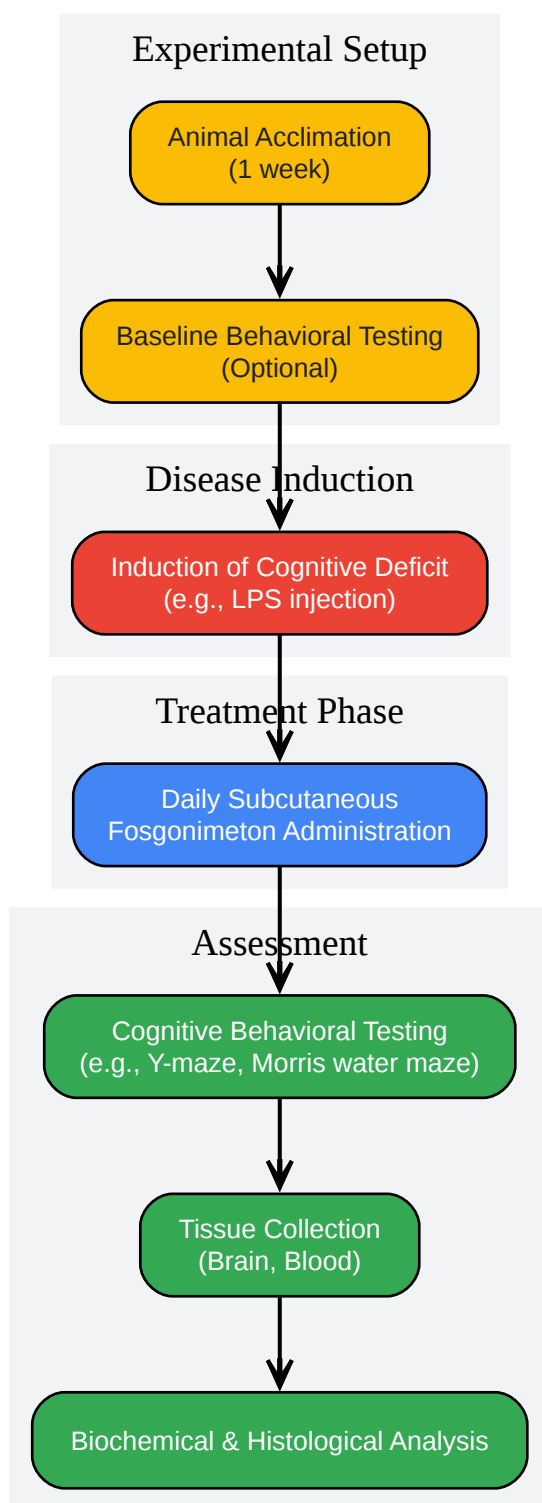 Experimental Setup
Animal Acclimation
(1 week)
Baseline Behavioral Testing
(Optional)
Disease Induction
Induction of Cognitive Deficit
(e.g., LPS injection)
Treatment Phase
Daily Subcutaneous
Fosgonimeton Administration
Assessment
Cognitive Behavioral Testing
(e.g., Y-maze, Morris water maze)
Tissue Collection
(Brain, Blood)
Biochemical & Histological Analysis